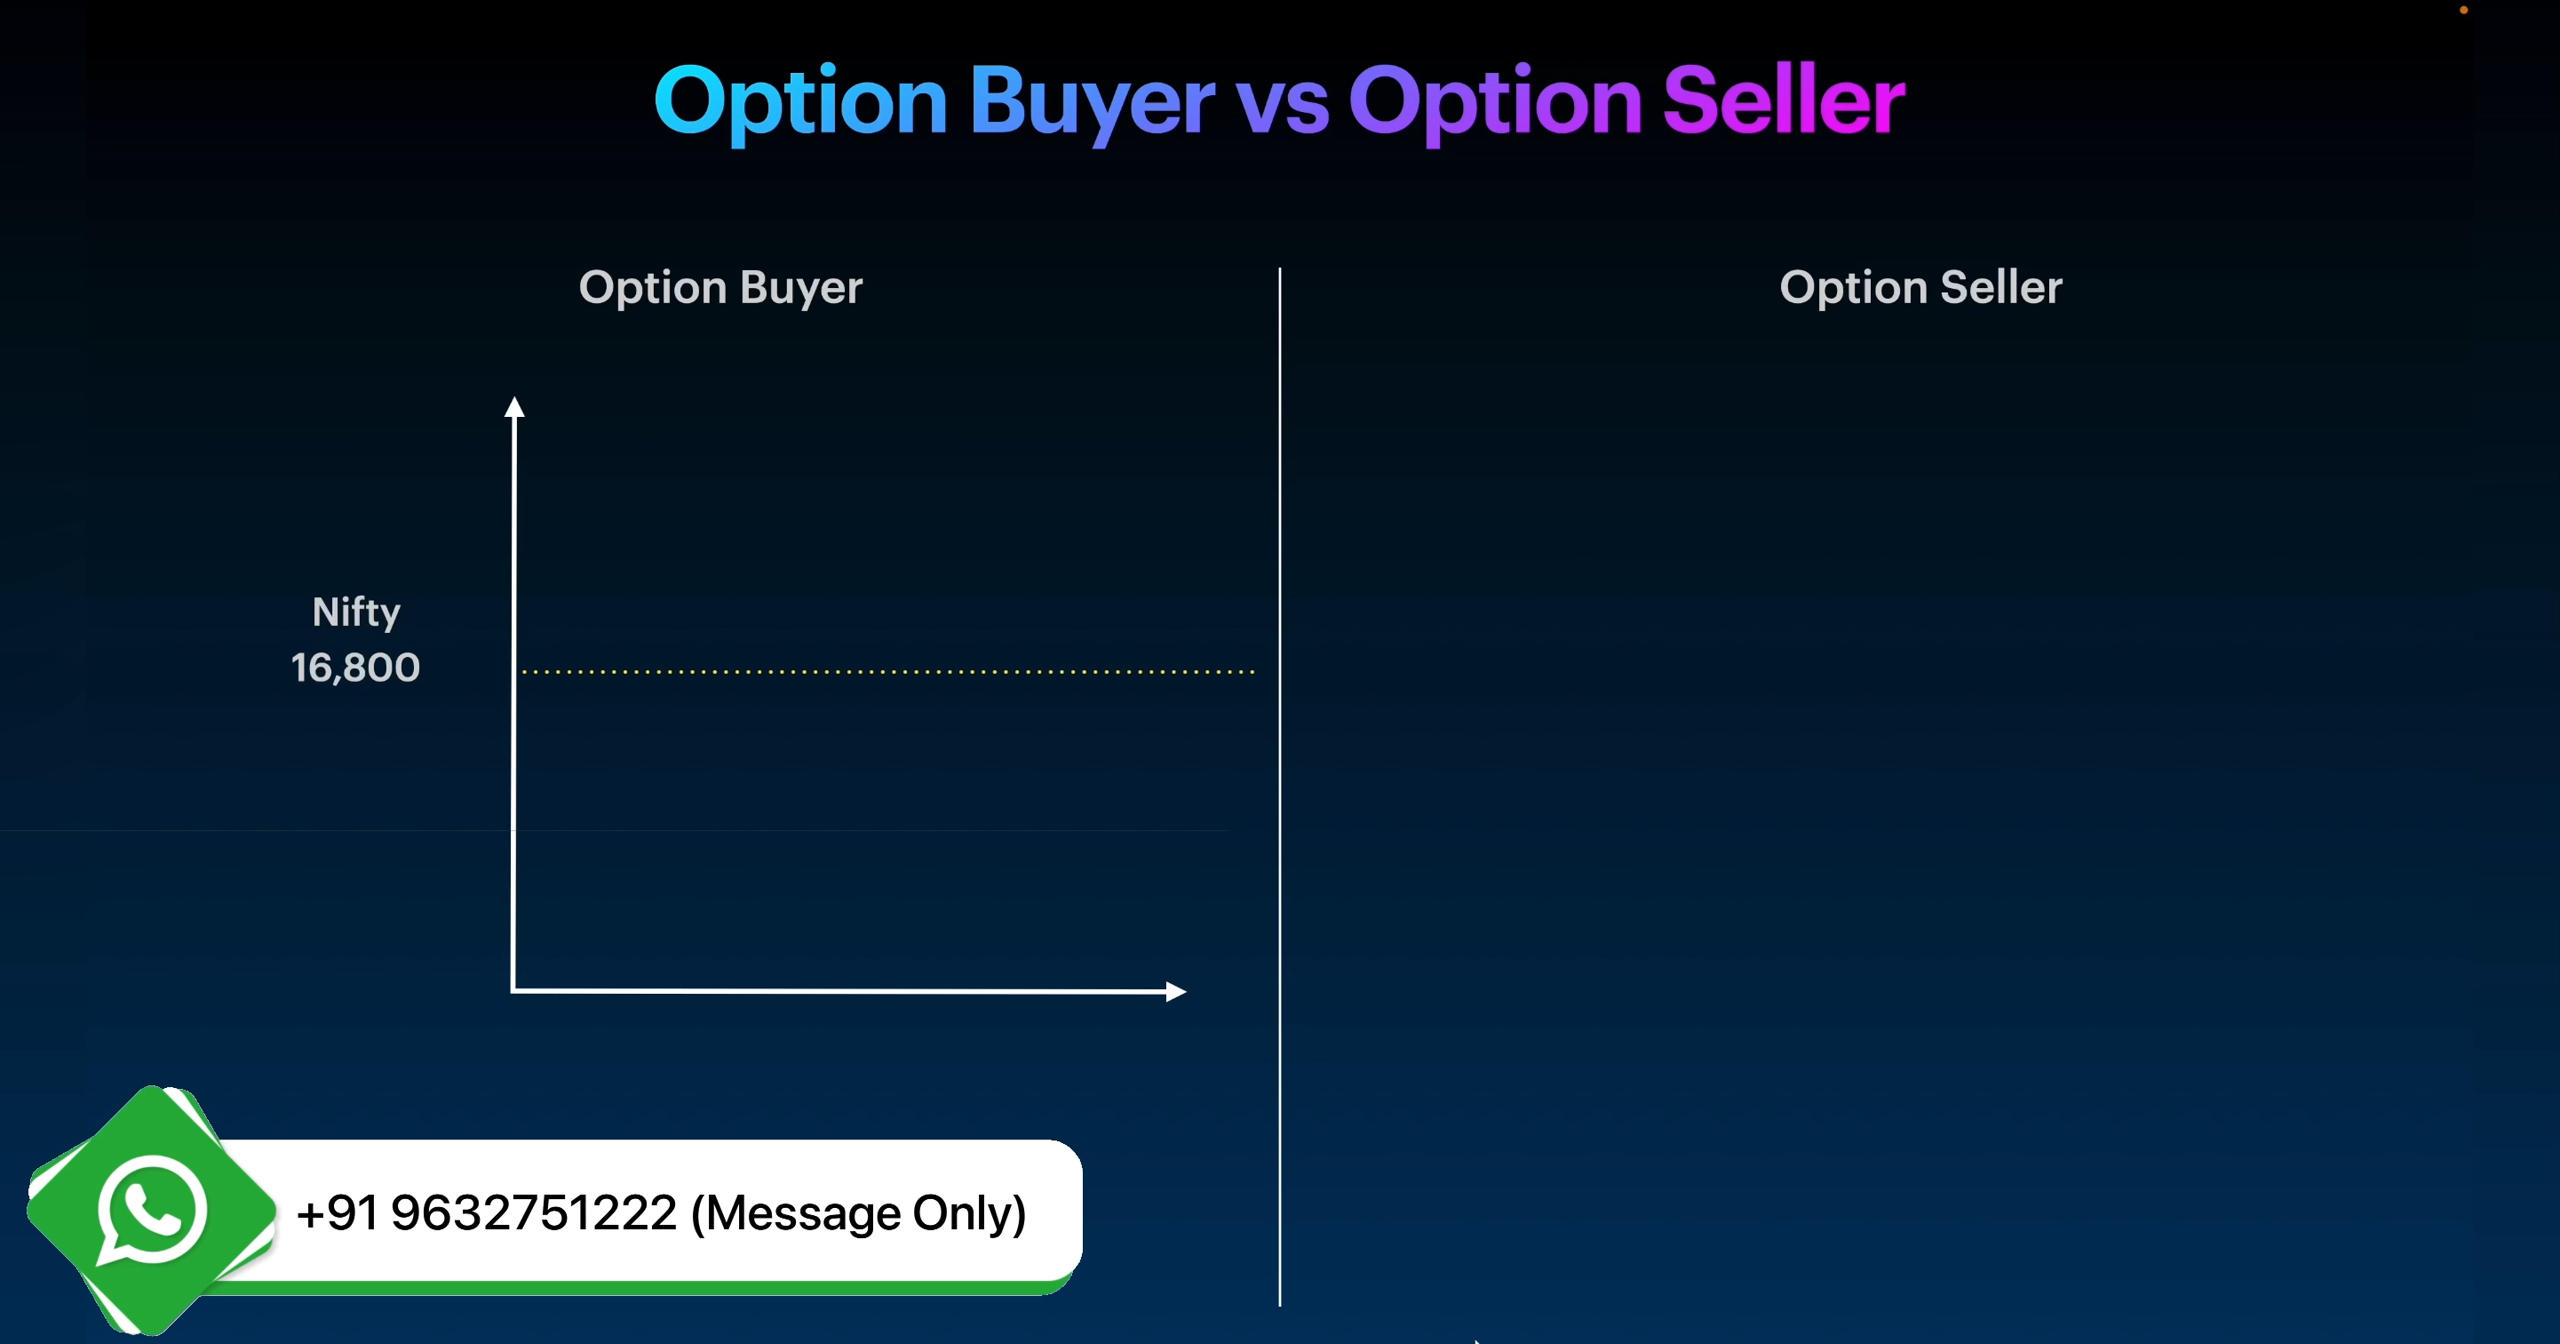 Option Buyer vs Option Seller
Option Buyer
Option Seller
Nifty
16,800
+91 9632751222 (Message Only)